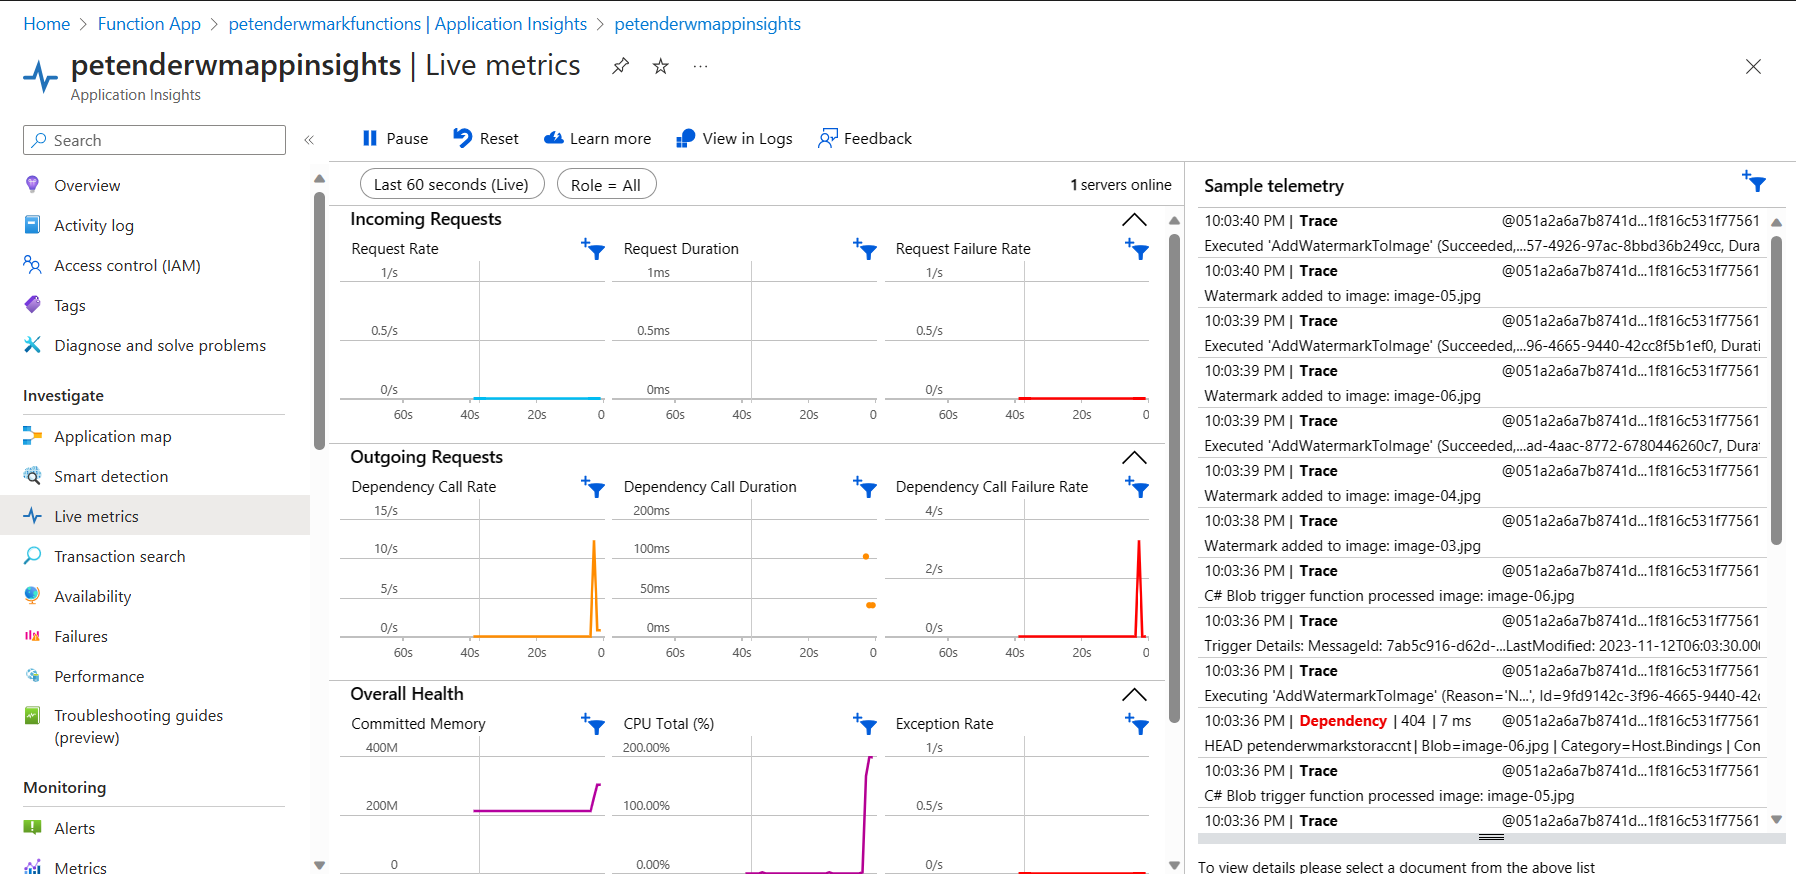 Home > Function App > petenderwmarkfunctions | Application Insights > petenderwmappinsights
petenderwmappinsights | Live metrics
Application Insights
Search
Overview
Activity log
Access control (IAM)
Tags
Diagnose and solve problems
Investigate
Application map
Smart detection
Live metrics
Transaction search
Availability
Failures
Performance
Troubleshooting guides
(preview)
Monitoring
Alerts
Metrics
Pause Reset Learn more View in Logs Feedback
Last 60 seconds (Live) Role = All 1 servers online
Incoming Requests
Request Rate
1/s
0.5/s
0/s
60s 40s 20s 0
Request Duration
1ms
0.5ms
0ms
60s 40s 20s 0
Request Failure Rate
1/s
0.5/s
0/s
60s 40s 20s 0
Outgoing Requests
Dependency Call Rate
15/s
10/s
5/s
0/s
60s 40s 20s 0
Dependency Call Duration
200ms
100ms
50ms
0ms
60s 40s 20s 0
Dependency Call Failure Rate
4/s
2/s
0/s
60s 40s 20s 0
Overall Health
Committed Memory
400M
200M
0
CPU Total (%)
200.00%
100.00%
0.00%
Exception Rate
1/s
0.5/s
0/s
Sample telemetry
10:03:40 PM | Trace @051a2a6a7b8741d...1f816c531f77561
Executed 'AddWatermarkToImage' (Succeeded,...57-4926-97ac-8bbd36b249cc, Dura
10:03:40 PM | Trace @051a2a6a7b8741d...1f816c531f77561
Watermark added to image: image-05.jpg
10:03:39 PM | Trace @051a2a6a7b8741d...1f816c531f77561
Executed 'AddWatermarkToImage' (Succeeded,...96-4665-9440-42cc8f5b1ef0, Durati
10:03:39 PM | Trace @051a2a6a7b8741d...1f816c531f77561
Watermark added to image: image-06.jpg
10:03:39 PM | Trace @051a2a6a7b8741d...1f816c531f77561
Executed 'AddWatermarkToImage' (Succeeded,...ad-4aac-8772-6780446260c7, Durat
10:03:39 PM | Trace @051a2a6a7b8741d...1f816c531f77561
Watermark added to image: image-04.jpg
10:03:38 PM | Trace @051a2a6a7b8741d...1f816c531f77561
Watermark added to image: image-03.jpg
10:03:36 PM | Trace @051a2a6a7b8741d...1f816c531f77561
C# Blob trigger function processed image: image-06.jpg
10:03:36 PM | Trace @051a2a6a7b8741d...1f816c531f77561
Trigger Details: MessageId: 7ab5c916-d62d-...LastModified: 2023-11-12T06:03:30.000
10:03:36 PM | Trace @051a2a6a7b8741d...1f816c531f77561
Executing 'AddWatermarkToImage' (Reason='N...', Id=9fd9142c-3f96-4665-9440-42c
10:03:36 PM | Dependency | 404 | 7 ms @051a2a6a7b8741d...1f816c531f77561
HEAD petenderwmarkstoraccnt | Blob=image-06.jpg | Category=Host.Bindings | Con
10:03:36 PM | Trace @051a2a6a7b8741d...1f816c531f77561
C# Blob trigger function processed image: image-05.jpg
10:03:36 PM | Trace @051a2a6a7b8741d...1f816c531f77561
To view details please select a document from the above list